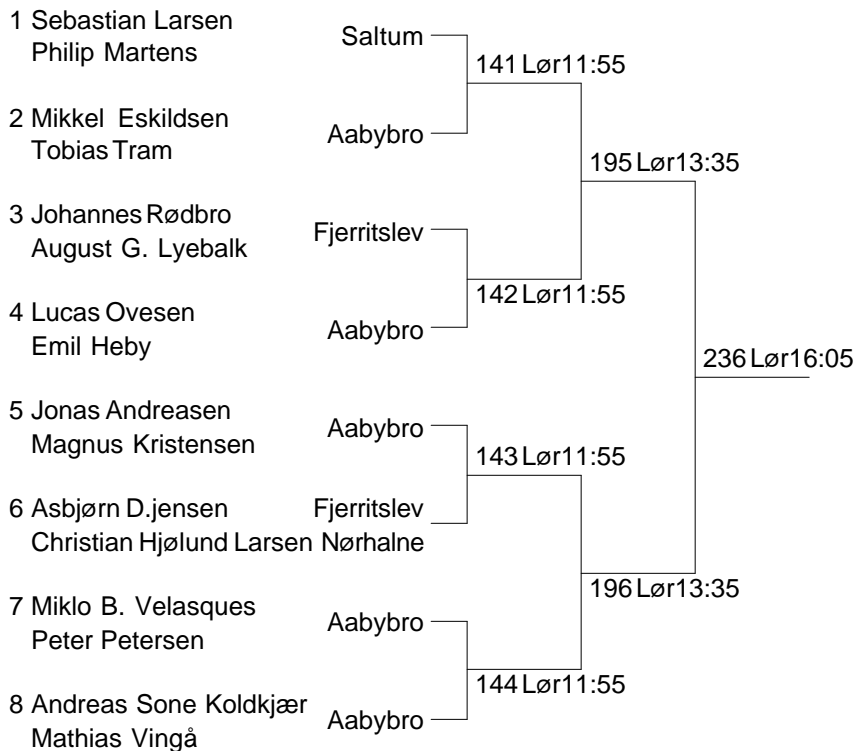 1 Sebastian Larsen
Philip Martens
Saltum
141 Lør11:55
2 Mikkel Eskildsen
Tobias Tram
Aabybro
195 Lør13:35
3 Johannes Rødbro
August G. Lyebalk
Fjerritslev
142 Lør11:55
4 Lucas Ovesen
Emil Heby
Aabybro
236 Lør16:05
5 Jonas Andreasen
Magnus Kristensen
Aabybro
143 Lør11:55
6 Asbjørn D.jensen Fjerritslev
Christian Hjølund Larsen Nørhalne
196 Lør13:35
7 Miklo B. Velasques
Peter Petersen
Aabybro
144 Lør11:55
8 Andreas Sone Koldkjær
Mathias Vingå
Aabybro